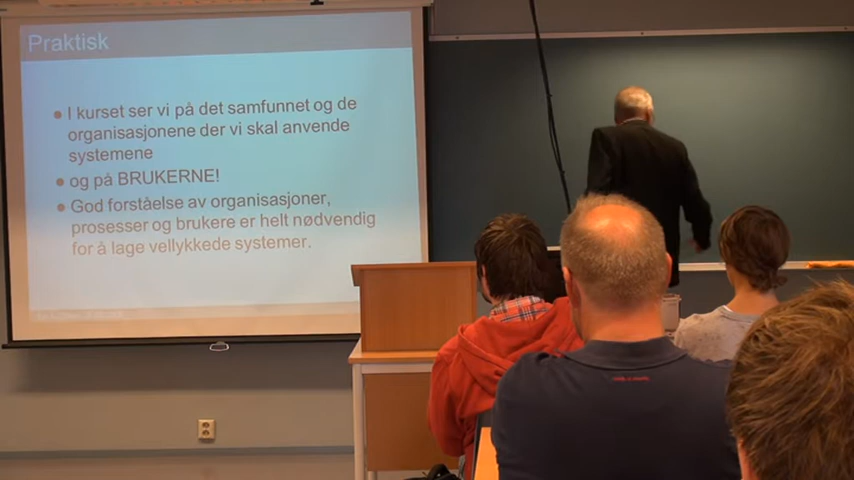 Praktisk
• I kurset ser vi på det samfunnet og de
organisasjonene der vi skal anvende
systemene
• og på BRUKERNE!
• God forståelse av organisasjoner,
prosesser og brukere er helt nødvendig
for å lage vellykkede systemer.